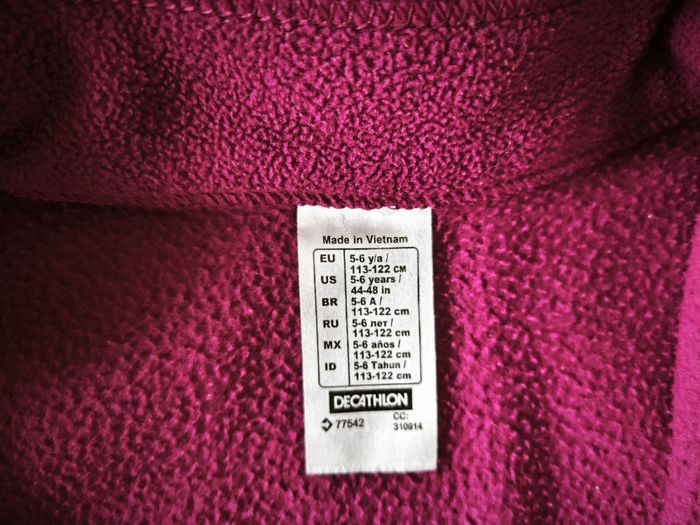 Made in Vietnam
EU 5-6 y/a /
113-122 CM
US 5-6 years /
44-48 in
BR 5-6 A /
113-122 cm
RU 5-6 лет /
113-122 cm
MX 5-6 años /
113-122 cm
ID 5-6 Tahun /
113-122 cm
DECATHLON
77542 CC:
310914